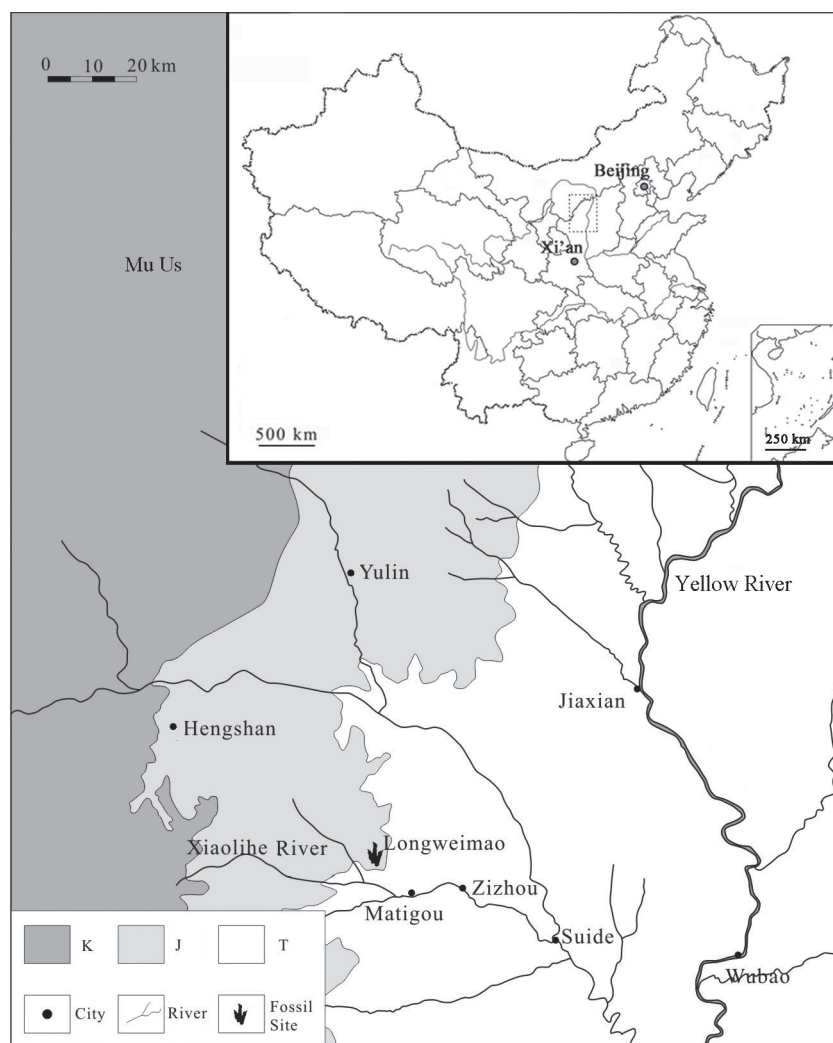 0 10 20 km
Mu Us
Beijing
Xi'an
500 km
250 km
Yulin
Yellow River
Jiaxian
Hengshan
Xiaolihe River
Longweimao
Zizhou
Matigou
Suide
Wubao
K
J
T
City
River
Fossil
Site